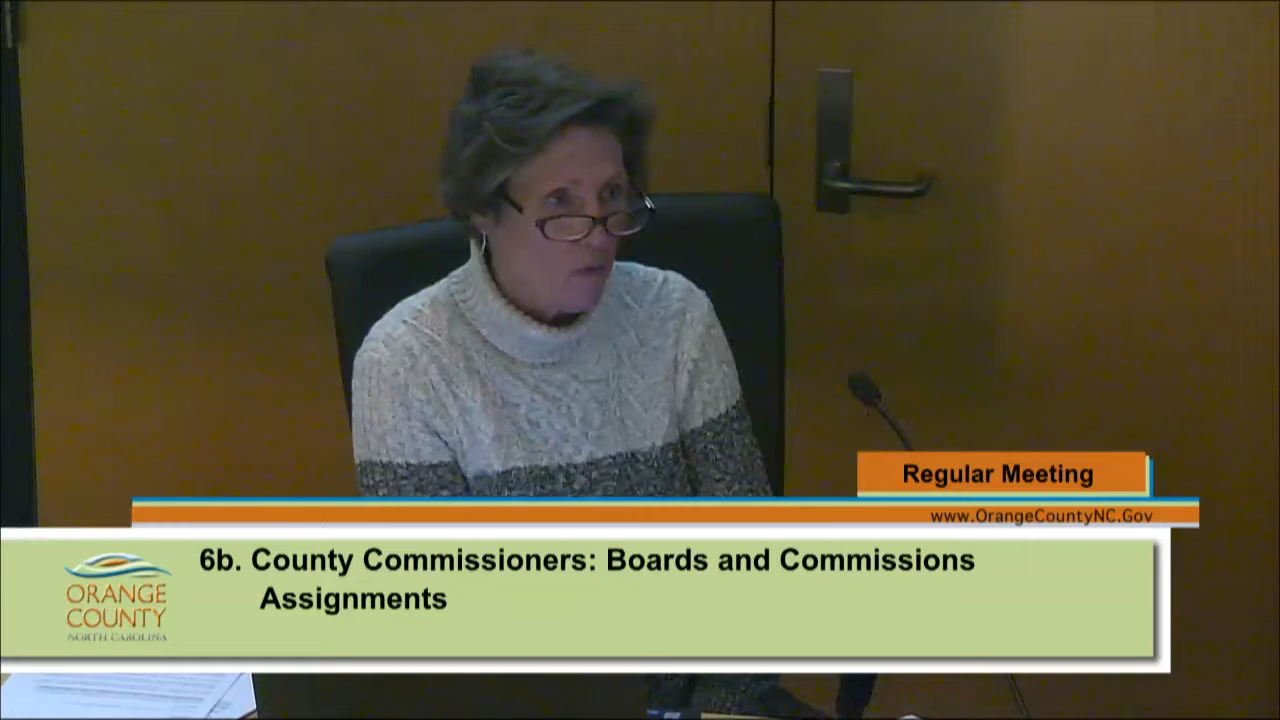 Regular Meeting
www.OrangeCountyNC.Gov
6b. County Commissioners: Boards and Commissions
Assignments
ORANGE
COUNTY
NORTH CAROLINA